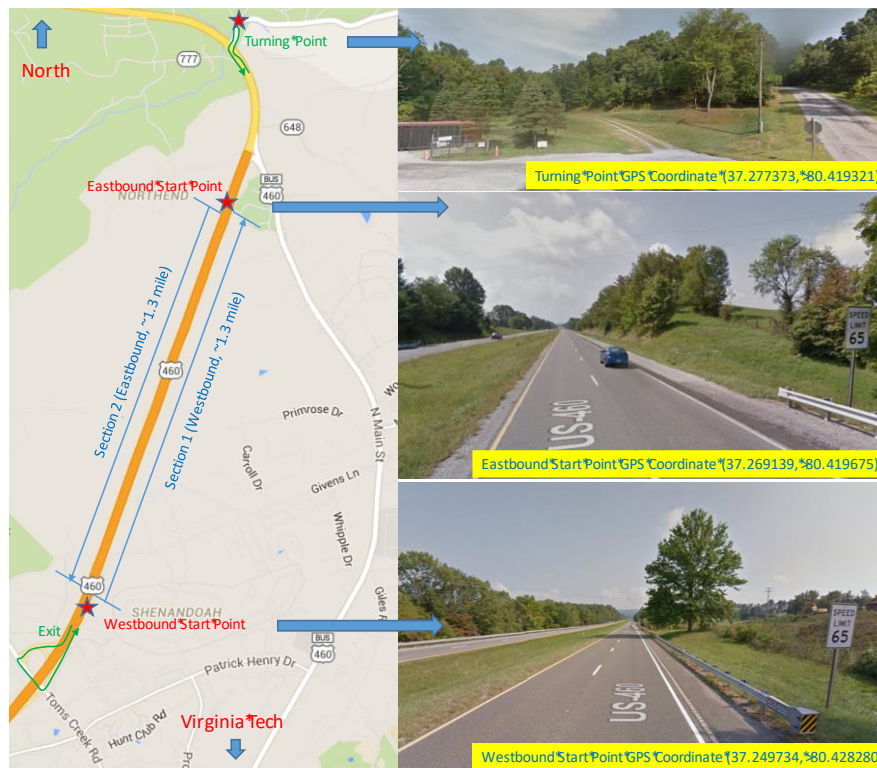 North
Turning*Point
777
648
BUS
460
Eastbound*Start*Point
NORTHEND
Section 2 (Eastbound, ~1.3 mile)
Section 1 (Westbound, ~1.3 mile)
460
Primrose Dr
N Main St
Wo
Carroll Dr
Givens Ln
Whipple Dr
460
SHENANDOAH
Giles R
Exit
Westbound*Start*Point
BUS
460
Patrick Henry Dr
Toms Creek Rd
Hunt Club Rd
Pro
Virginia*Tech
Turning*Point*GPS*Coordinate*(37.277373,*-80.419321)
SPEED
LIMIT
65
US-460
Eastbound*Start*Point*GPS*Coordinate*(37.269139,*-80.419675)
SPEED
LIMIT
65
US-460
Westbound*Start*Point*GPS*Coordinate*(37.249734,*-80.428280)